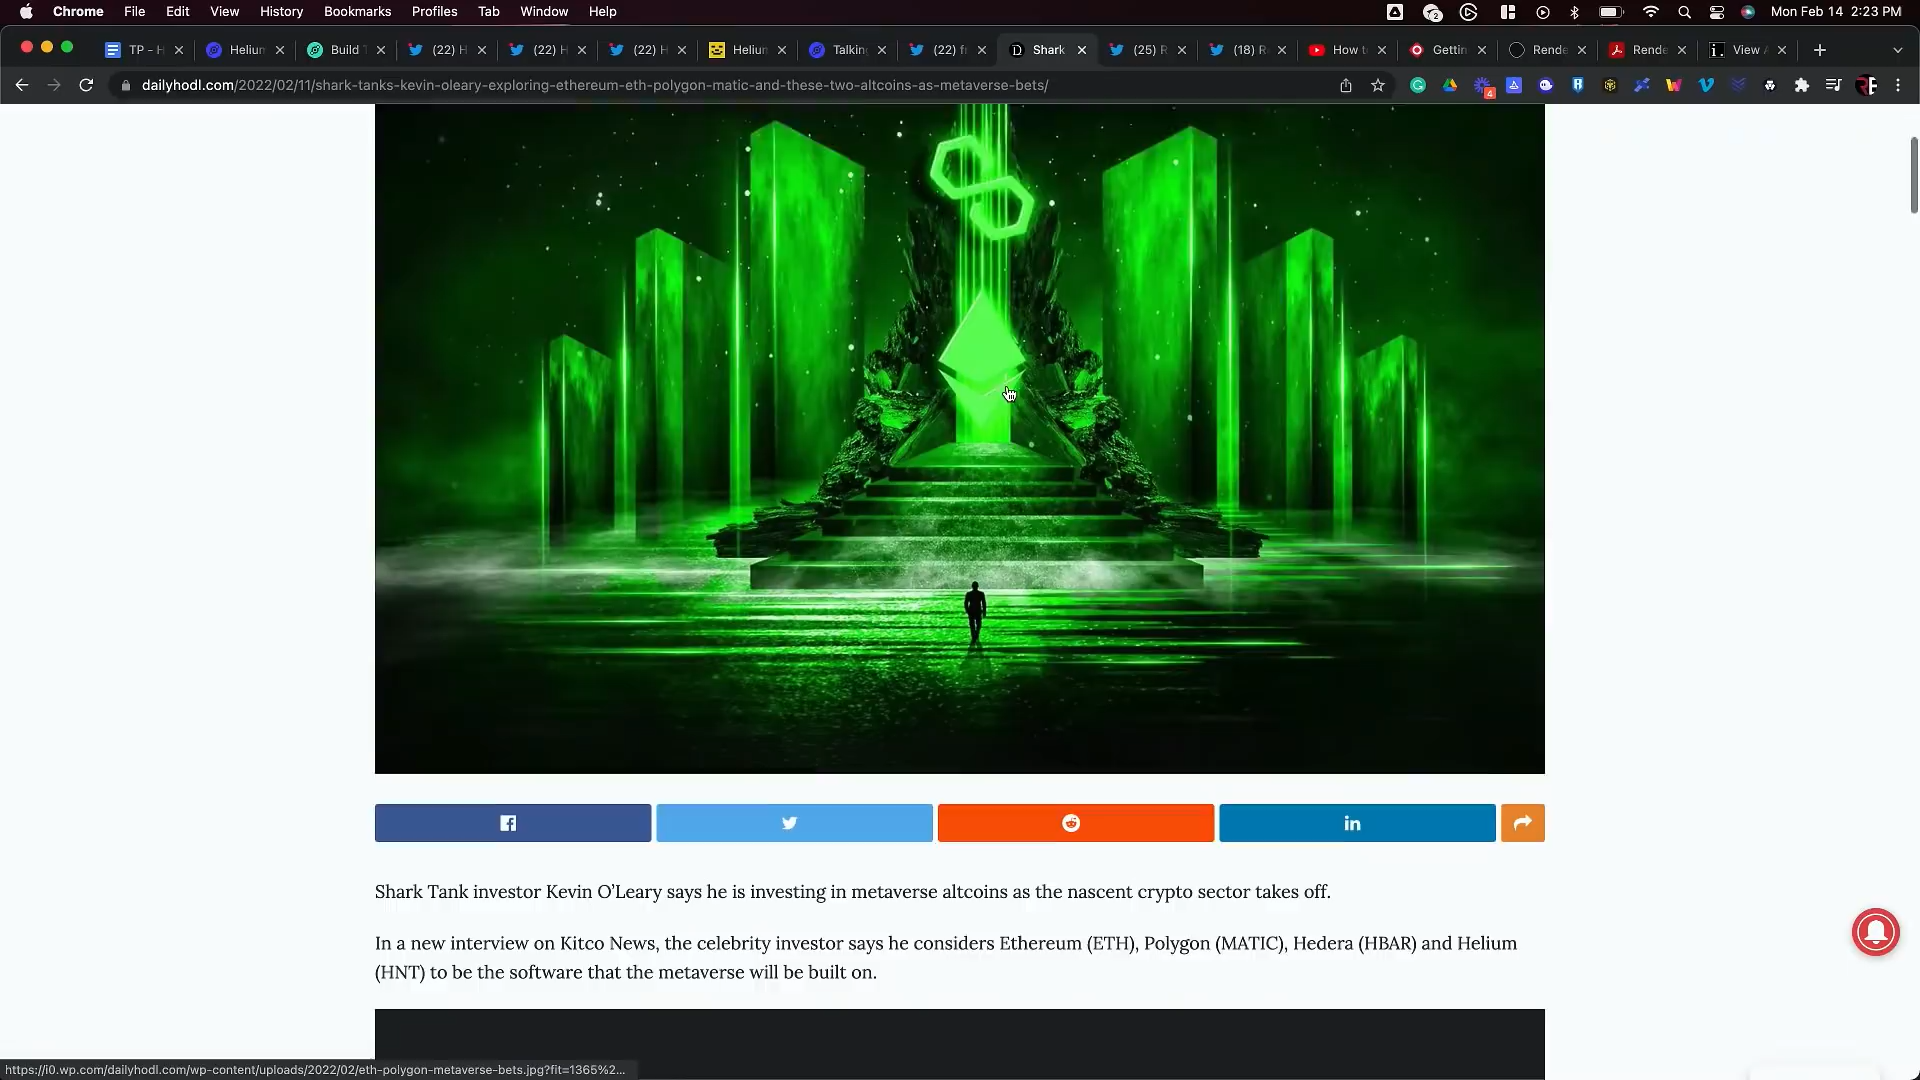 Chrome File Edit View History Bookmarks Profiles Tab Window Help Mon Feb 14 2:23 PM
TP - H Helium Build T (22) H (22) H (22) H Helium Talkin (22) fr Shark (25) R (18) R How to Gettin Rende Rende View A
dailyhodl.com/2022/02/11/shark-tanks-kevin-oleary-exploring-ethereum-eth-polygon-matic-and-these-two-altcoins-as-metaverse-bets/
Shark Tank investor Kevin O’Leary says he is investing in metaverse altcoins as the nascent crypto sector takes off.
In a new interview on Kitco News, the celebrity investor says he considers Ethereum (ETH), Polygon (MATIC), Hedera (HBAR) and Helium
(HNT) to be the software that the metaverse will be built on.
https://i0.wp.com/dailyhodl.com/wp-content/uploads/2022/02/eth-polygon-metaverse-bets.jpg?fit=1365%2...